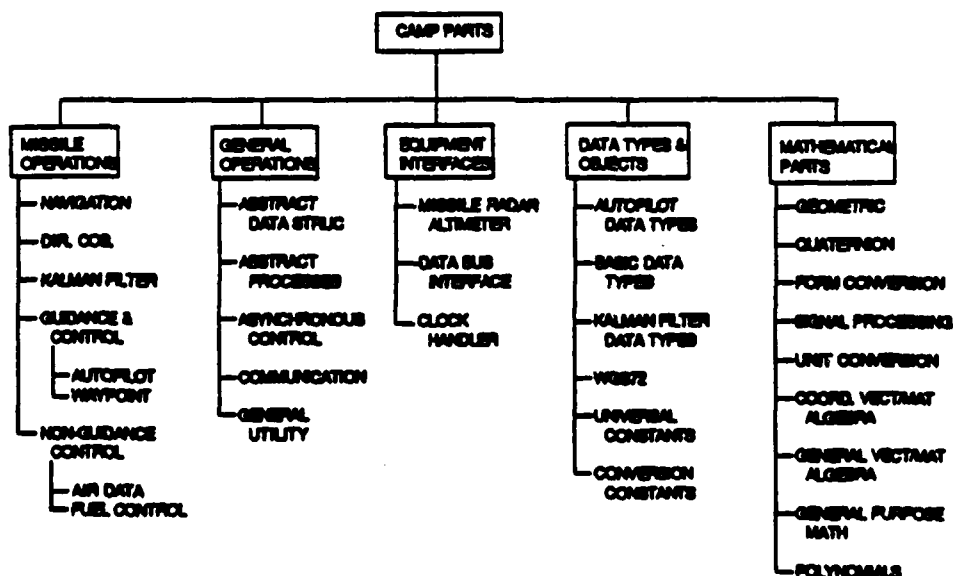 CAMP PARTS
MISSILE
OPERATIONS
NAVIGATION
DIR. COS.
KALMAN FILTER
GUIDANCE &
CONTROL
AUTOPILOT
WAYPOINT
NON-GUIDANCE
CONTROL
AIR DATA
FUEL CONTROL
GENERAL
OPERATIONS
ABSTRACT
DATA STRUC
ABSTRACT
PROCESSES
ASYNCHRONOUS
CONTROL
COMMUNICATION
GENERAL
UTILITY
EQUIPMENT
INTERFACES
MISSILE RADAR
ALTIMETER
DATA BUS
INTERFACE
CLOCK
HANDLER
DATA TYPES &
OBJECTS
AUTOPILOT
DATA TYPES
BASIC DATA
TYPES
KALMAN FILTER
DATA TYPES
WGS72
UNIVERSAL
CONSTANTS
CONVERSION
CONSTANTS
MATHEMATICAL
PARTS
GEOMETRIC
QUATERNION
FORM CONVERSION
SIGNAL PROCESSING
UNIT CONVERSION
COORD. VECT/MAT
ALGEBRA
GENERAL VECT/MAT
ALGEBRA
GENERAL PURPOSE
MATH
POLYNOMIALS